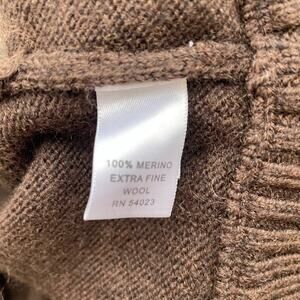 100% MERINO
EXTRA FINE
WOOL
RN 54023